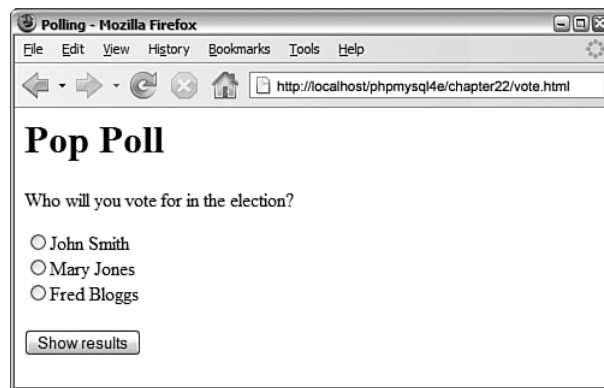 Polling - Mozilla Firefox
File Edit View History Bookmarks Tools Help
http://localhost/phpmysql4e/chapter22/vote.html
Pop Poll
Who will you vote for in the election?
John Smith
Mary Jones
Fred Bloggs
Show results